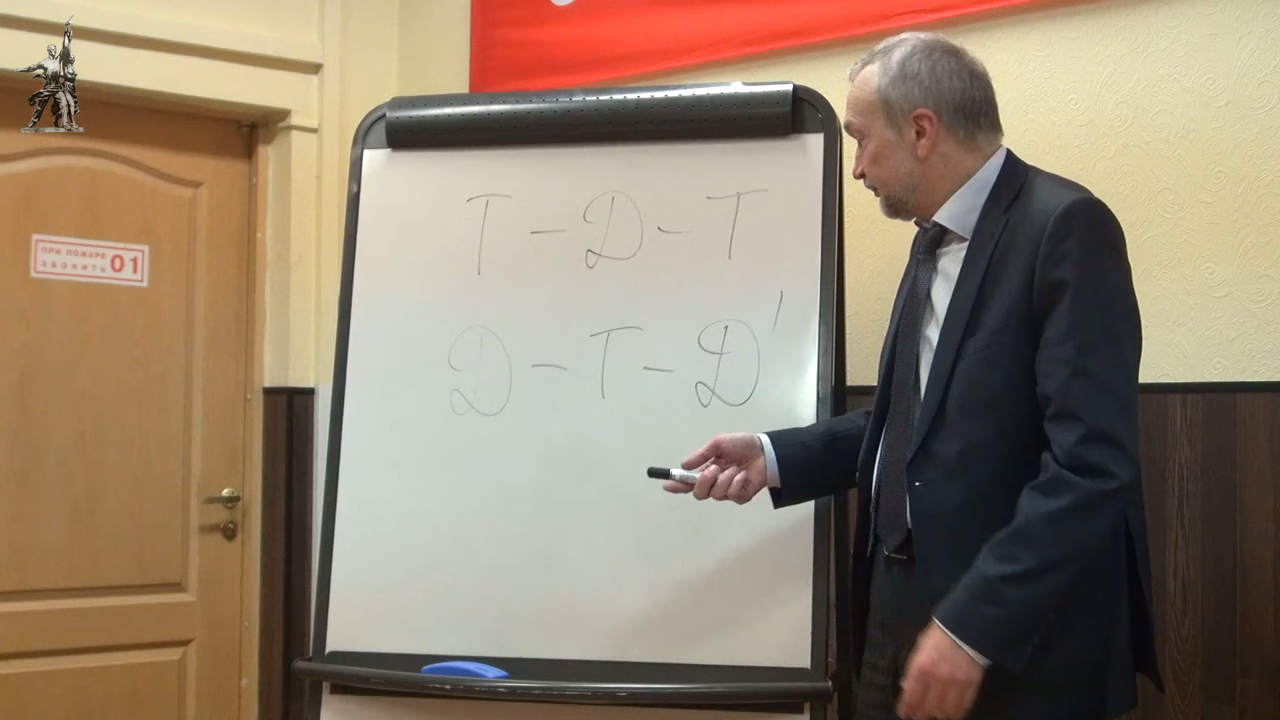 ПРИ ПОЖАРЕ
ЗВОНИТЬ 01
Т – Д – Т
Д – Т – Д'